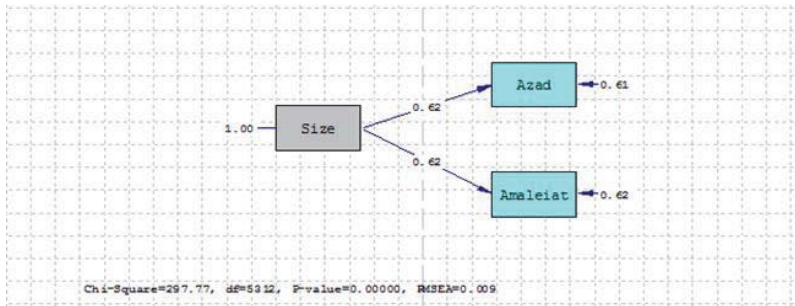 Azad
0.61
0.62
1.00
Size
0.62
Amaleiat
0.62
Chi-Square=297.77, df=5312, P-value=0.00000, RMSEA=0.009